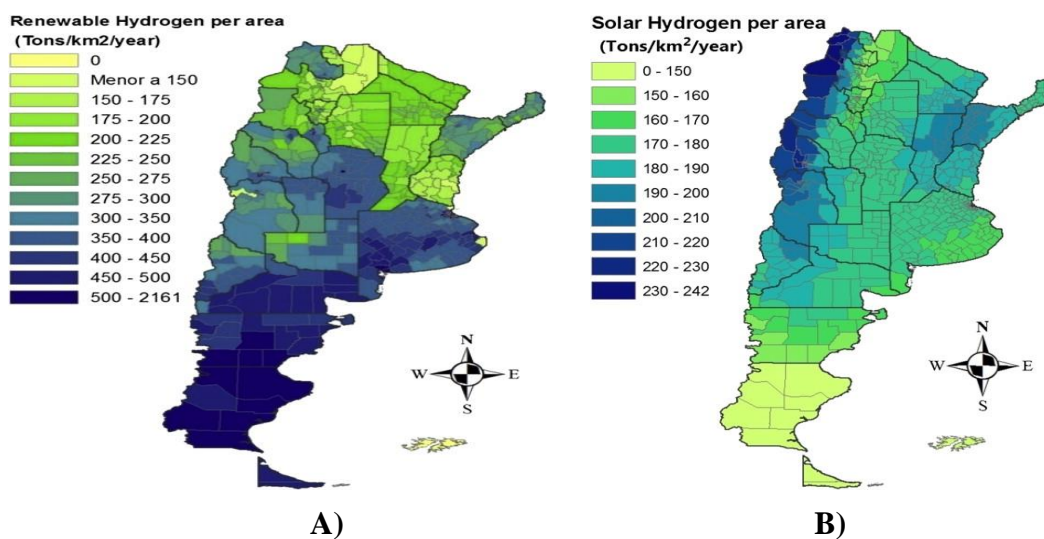 Renewable Hydrogen per area
(Tons/km2/year)
0
Menor a 150
150 - 175
175 - 200
200 - 225
225 - 250
250 - 275
275 - 300
300 - 350
350 - 400
400 - 450
450 - 500
500 - 2161
N
W
E
S
A)
Solar Hydrogen per area
(Tons/km²/year)
0 - 150
150 - 160
160 - 170
170 - 180
180 - 190
190 - 200
200 - 210
210 - 220
220 - 230
230 - 242
N
W
E
S
B)